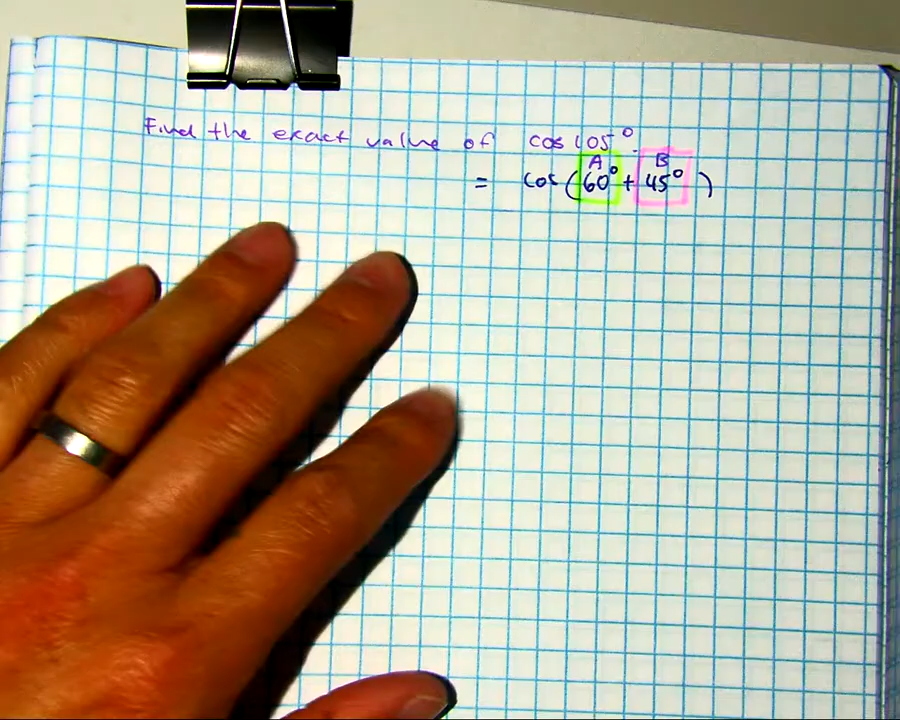 Find the exact value of cos 105°.
A B
= cos (60° + 45°)